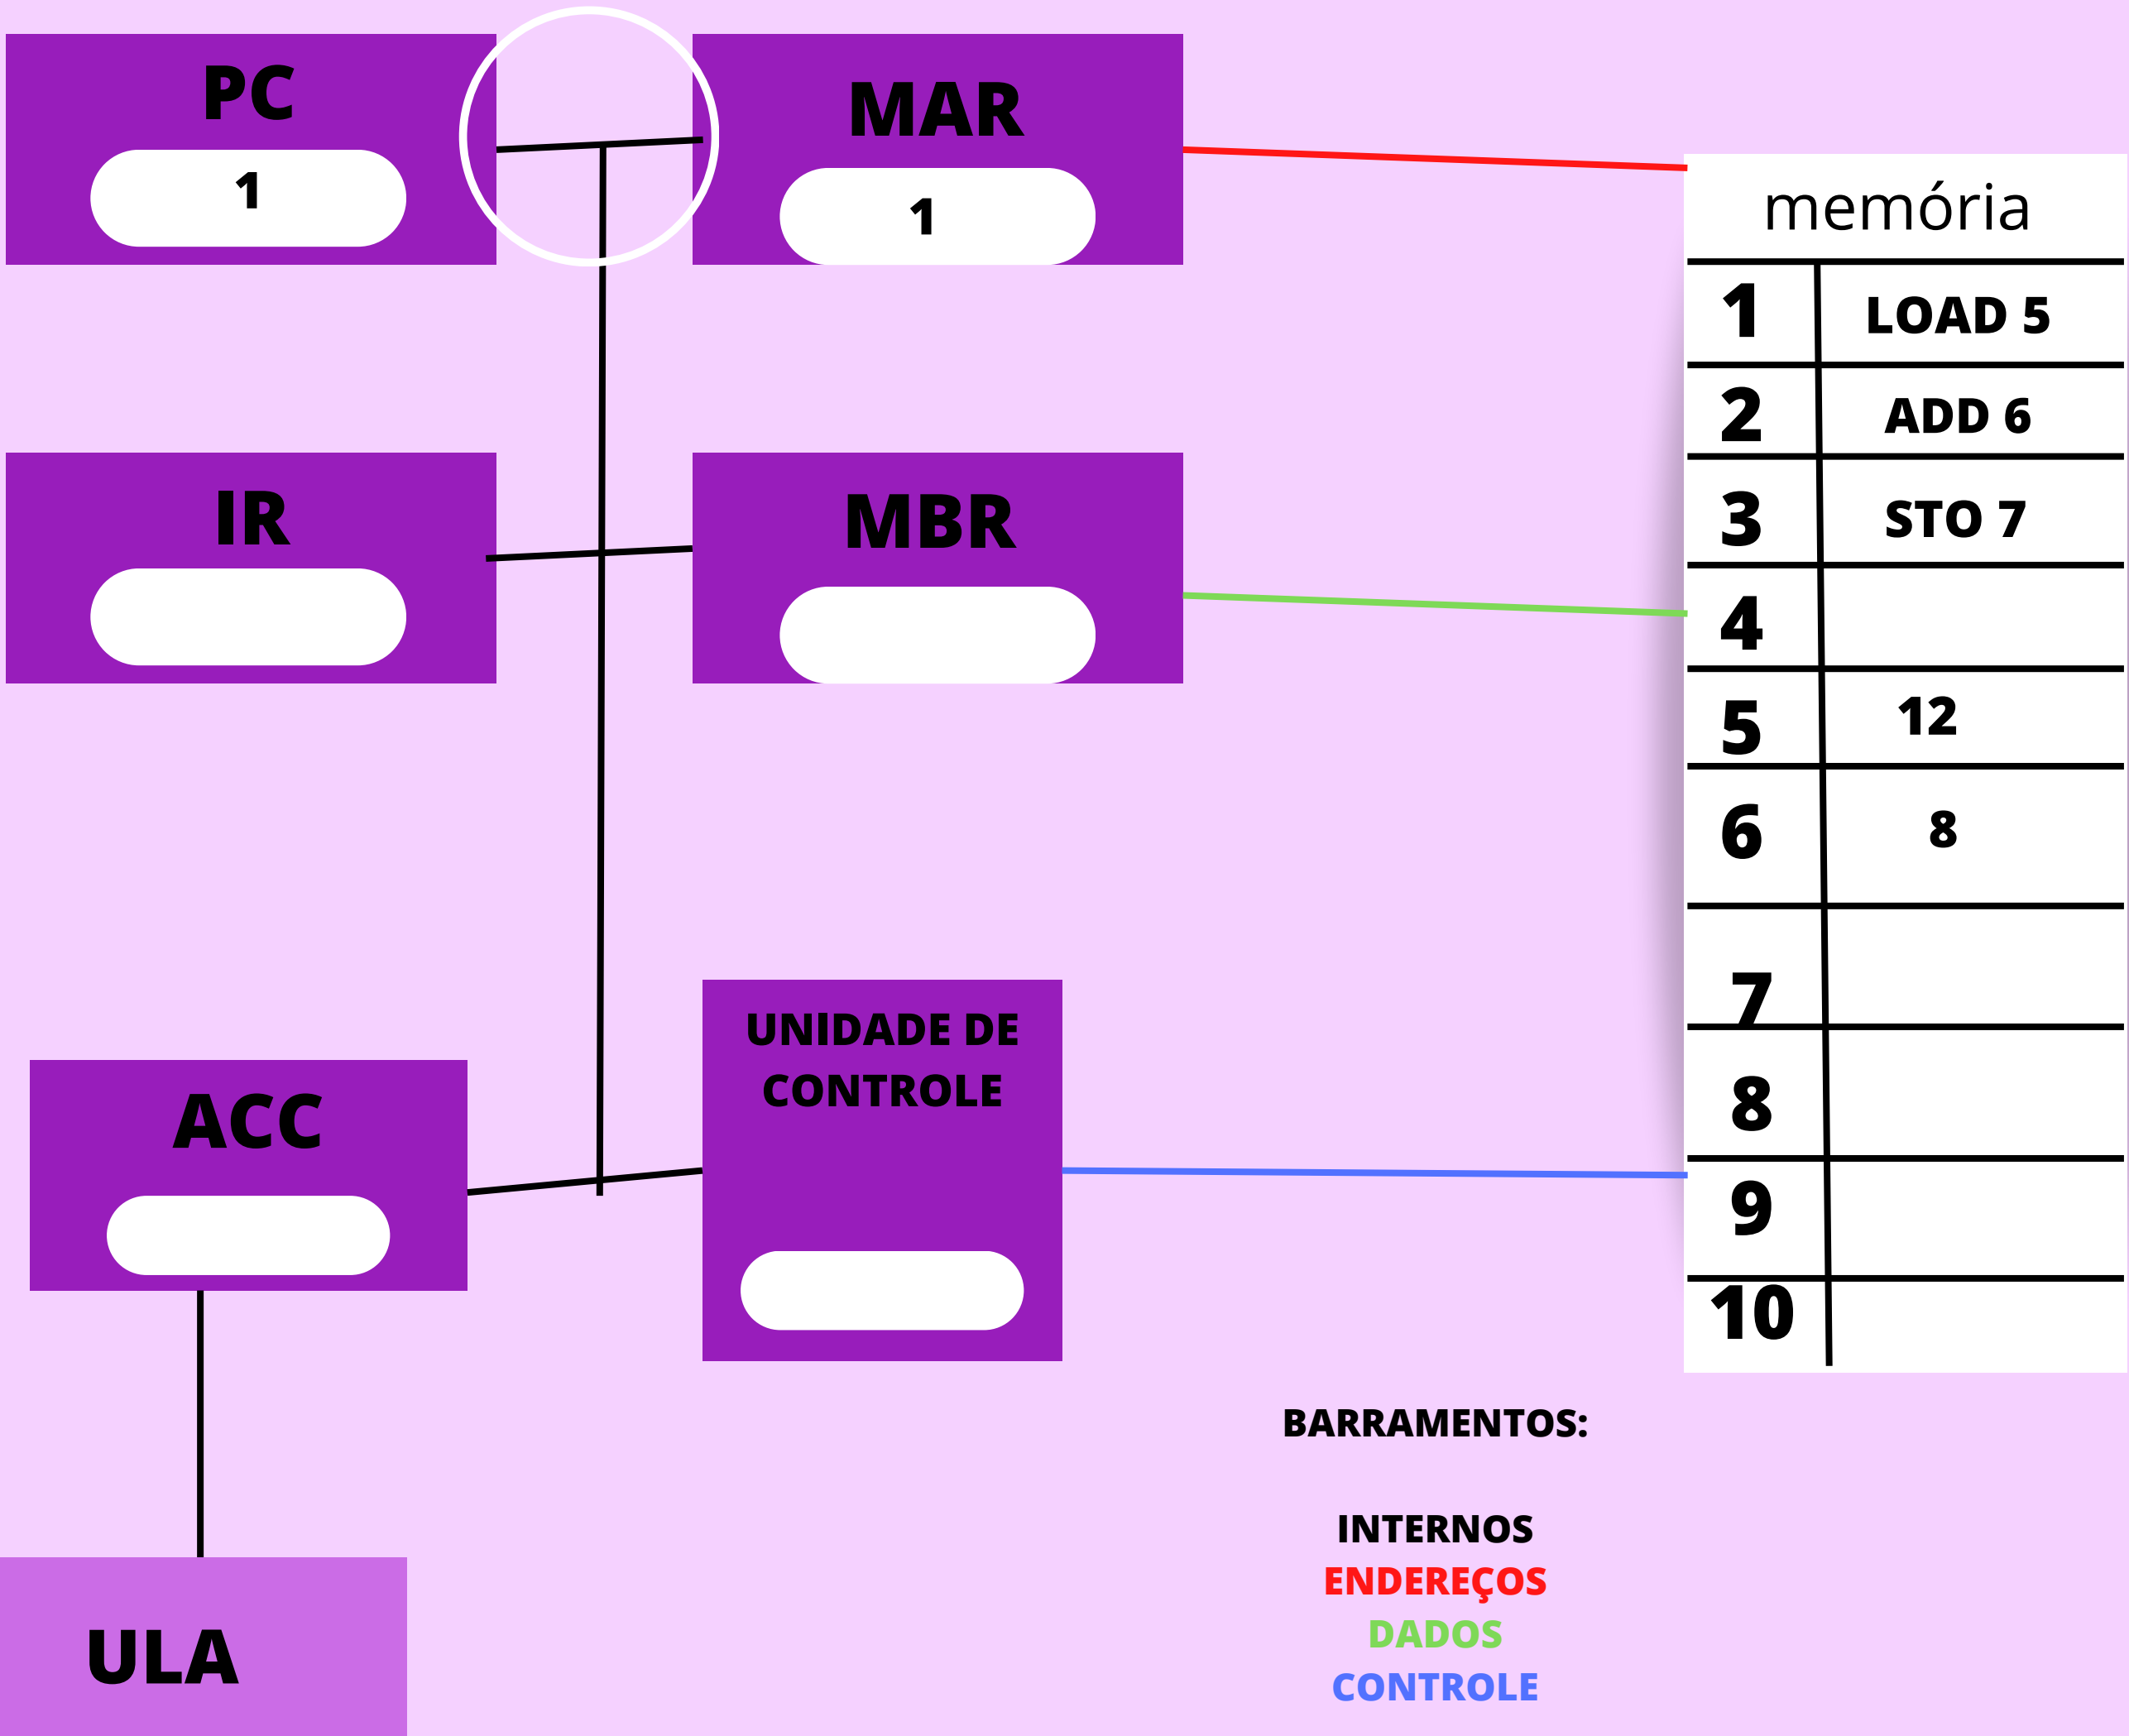 PC
1
MAR
1
memória
1 LOAD 5
2 ADD 6
3 STO 7
4
5 12
6 8
7
8
9
10
IR
MBR
ACC
UNIDADE DE
CONTROLE
ULA
BARRAMENTOS:
INTERNOS
ENDEREÇOS
DADOS
CONTROLE